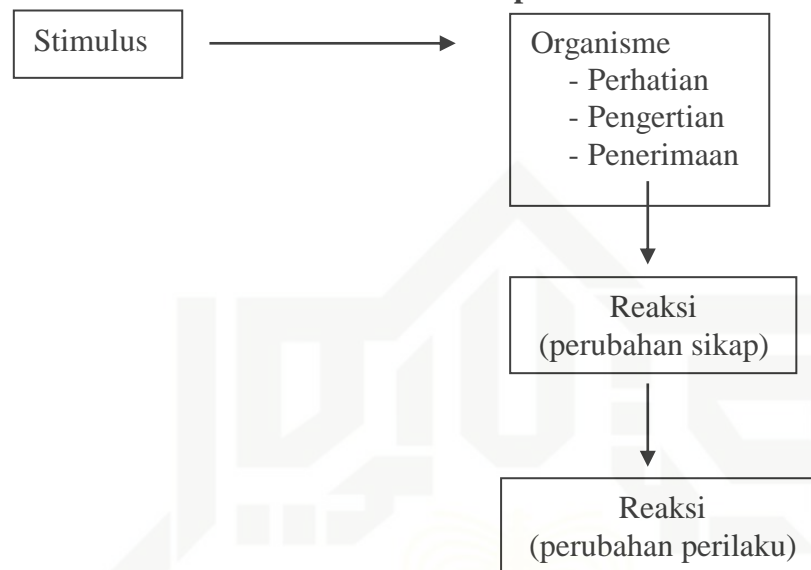 Stimulus
Organisme
- Perhatian
- Pengertian
- Penerimaan
Reaksi
(perubahan sikap)
Reaksi
(perubahan perilaku)